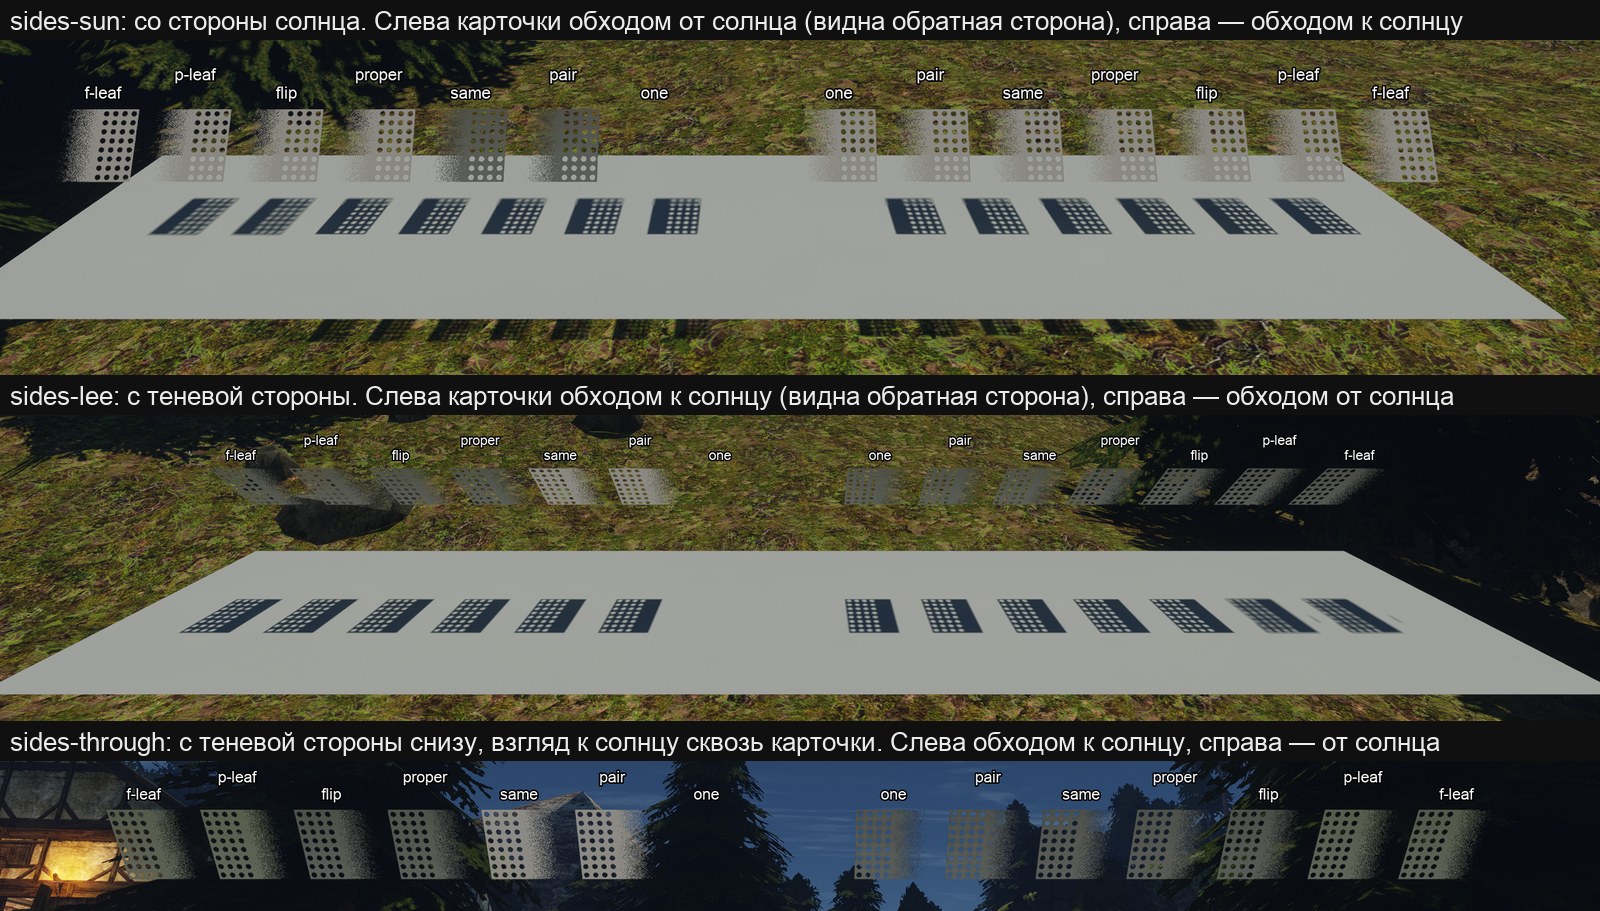 sides-sun: со стороны солнца. Слева карточки обходом от солнца (видна обратная сторона), справа — обходом к солнцу
p-leaf proper pair pair proper p-leaf
f-leaf flip same one one same flip f-leaf
sides-lee: с теневой стороны. Слева карточки обходом к солнцу (видна обратная сторона), справа — обходом от солнца
p-leaf proper pair pair proper p-leaf
f-leaf flip same one one same flip f-leaf
sides-through: с теневой стороны снизу, взгляд к солнцу сквозь карточки. Слева обходом к солнцу, справа — от солнца
p-leaf proper pair pair proper p-leaf
f-leaf flip same one one same flip f-leaf